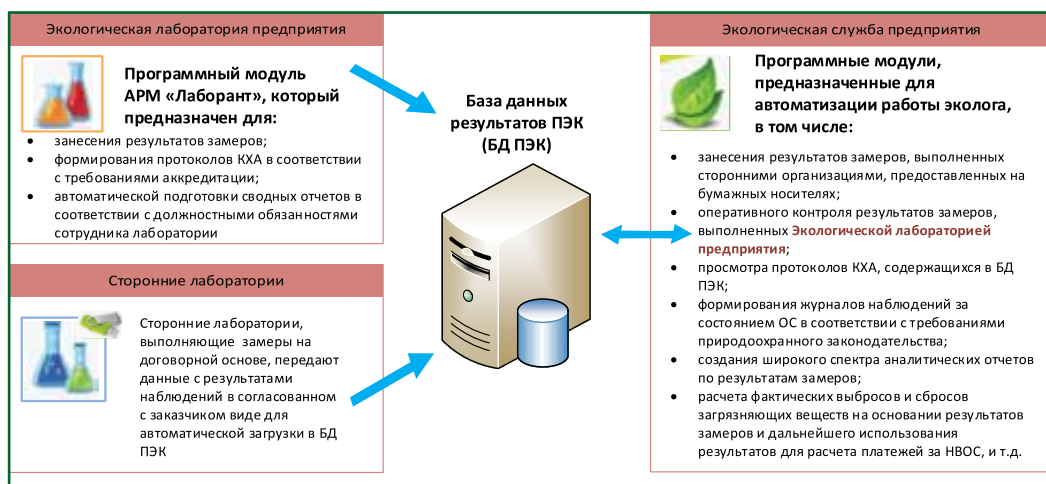 Экологическая лаборатория предприятия
Программный модуль
АРМ «Лаборант», который
предназначен для:
• занесения результатов замеров;
• формирования протоколов КХА в соответствии
с требованиями аккредитации;
• автоматической подготовки сводных отчетов в
соответствии с должностными обязанностями
сотрудника лаборатории
Сторонние лаборатории
Сторонние лаборатории,
выполняющие замеры на
договорной основе, передают
данные с результатами
наблюдений в согласованном
с заказчиком виде для
автоматической загрузки в БД
ПЭК
База данных
результатов ПЭК
(БД ПЭК)
Экологическая служба предприятия
Программные модули,
предназначенные для
автоматизации работы эколога,
в том числе:
• занесения результатов замеров, выполненных
сторонними организациями, предоставленных на
бумажных носителях;
• оперативного контроля результатов замеров,
выполненных Экологической лабораторией
предприятия;
• просмотра протоколов КХА, содержащихся в БД
ПЭК;
• формирования журналов наблюдений за
состоянием ОС в соответствии с требованиями
природоохранного законодательства;
• создания широкого спектра аналитических отчетов
по результатам замеров;
• расчета фактических выбросов и сбросов
загрязняющих веществ на основании результатов
замеров и дальнейшего использования
результатов для расчета платежей за НВОС, и т.д.